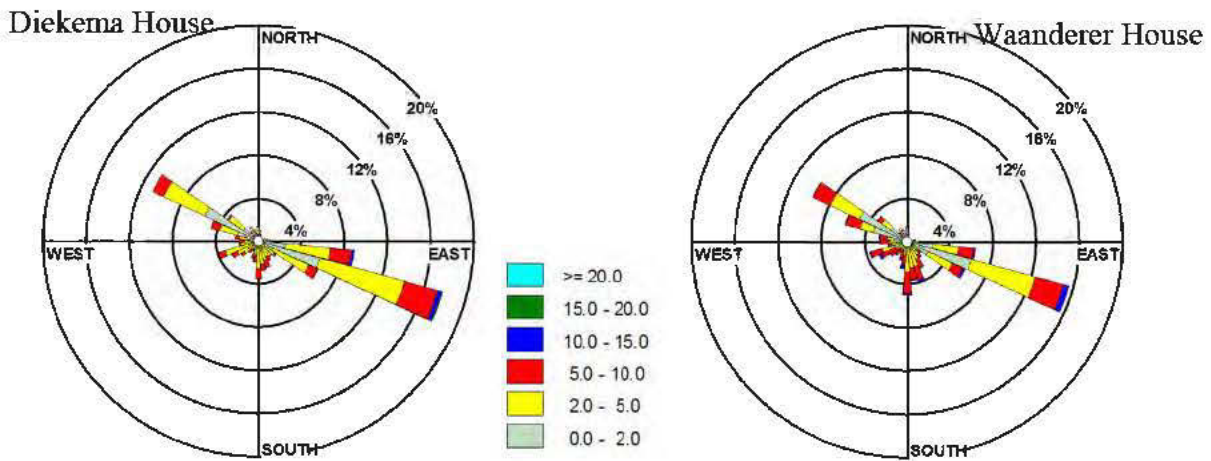 Diekema House
NORTH
20%
16%
12%
8%
4%
WEST
EAST
SOUTH
>= 20.0
15.0 - 20.0
10.0 - 15.0
5.0 - 10.0
2.0 - 5.0
0.0 - 2.0
Waanderer House
NORTH
20%
16%
12%
8%
4%
WEST
EAST
SOUTH